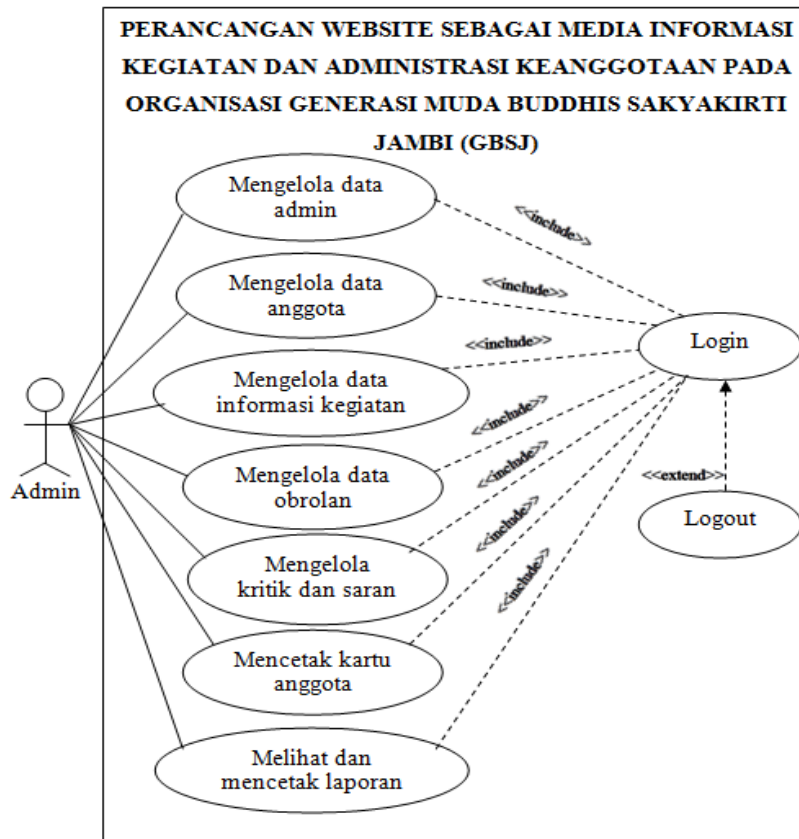 PERANCANGAN WEBSITE SEBAGAI MEDIA INFORMASI
KEGIATAN DAN ADMINISTRASI KEANGGOTAAN PADA
ORGANISASI GENERASI MUDA BUDDHIS SAKYAKIRTI
JAMBI (GBSJ)
Mengelola data
admin
<<include>>
Mengelola data
anggota
<<include>>
Login
<<include>>
Mengelola data
informasi kegiatan
<<include>>
Admin
Mengelola data
obrolan
<<include>>
<<extend>>
Logout
Mengelola
kritik dan saran
<<include>>
<<include>>
Mencetak kartu
anggota
Melihat dan
mencetak laporan